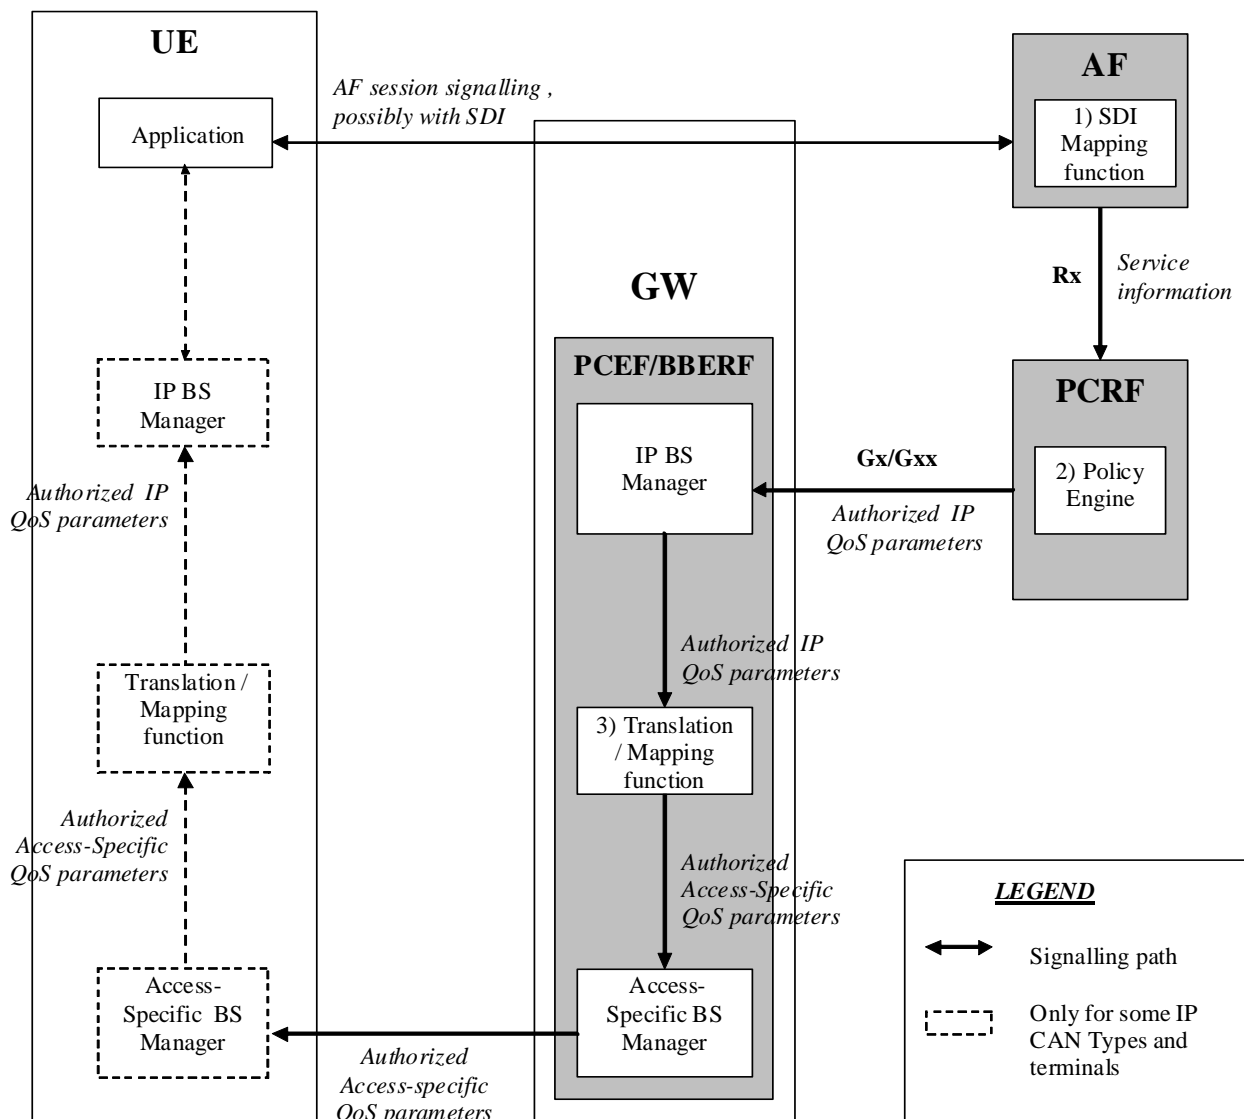 UE
Application
IP BS
Manager
Authorized IP
QoS parameters
Translation /
Mapping
function
Authorized
Access-Specific
QoS parameters
Access-
Specific BS
Manager
AF session signalling ,
possibly with SDI
GW
PCEF/BBERF
IP BS
Manager
Authorized IP
QoS parameters
3) Translation
/ Mapping
function
Authorized
Access-Specific
QoS parameters
Access-
Specific BS
Manager
Authorized
Access-specific
QoS parameters
AF
1) SDI
Mapping
function
Rx
Service
information
PCRF
2) Policy
Engine
Gx/Gxx
Authorized IP
QoS parameters
LEGEND
Signalling path
Only for some IP
CAN Types and
terminals